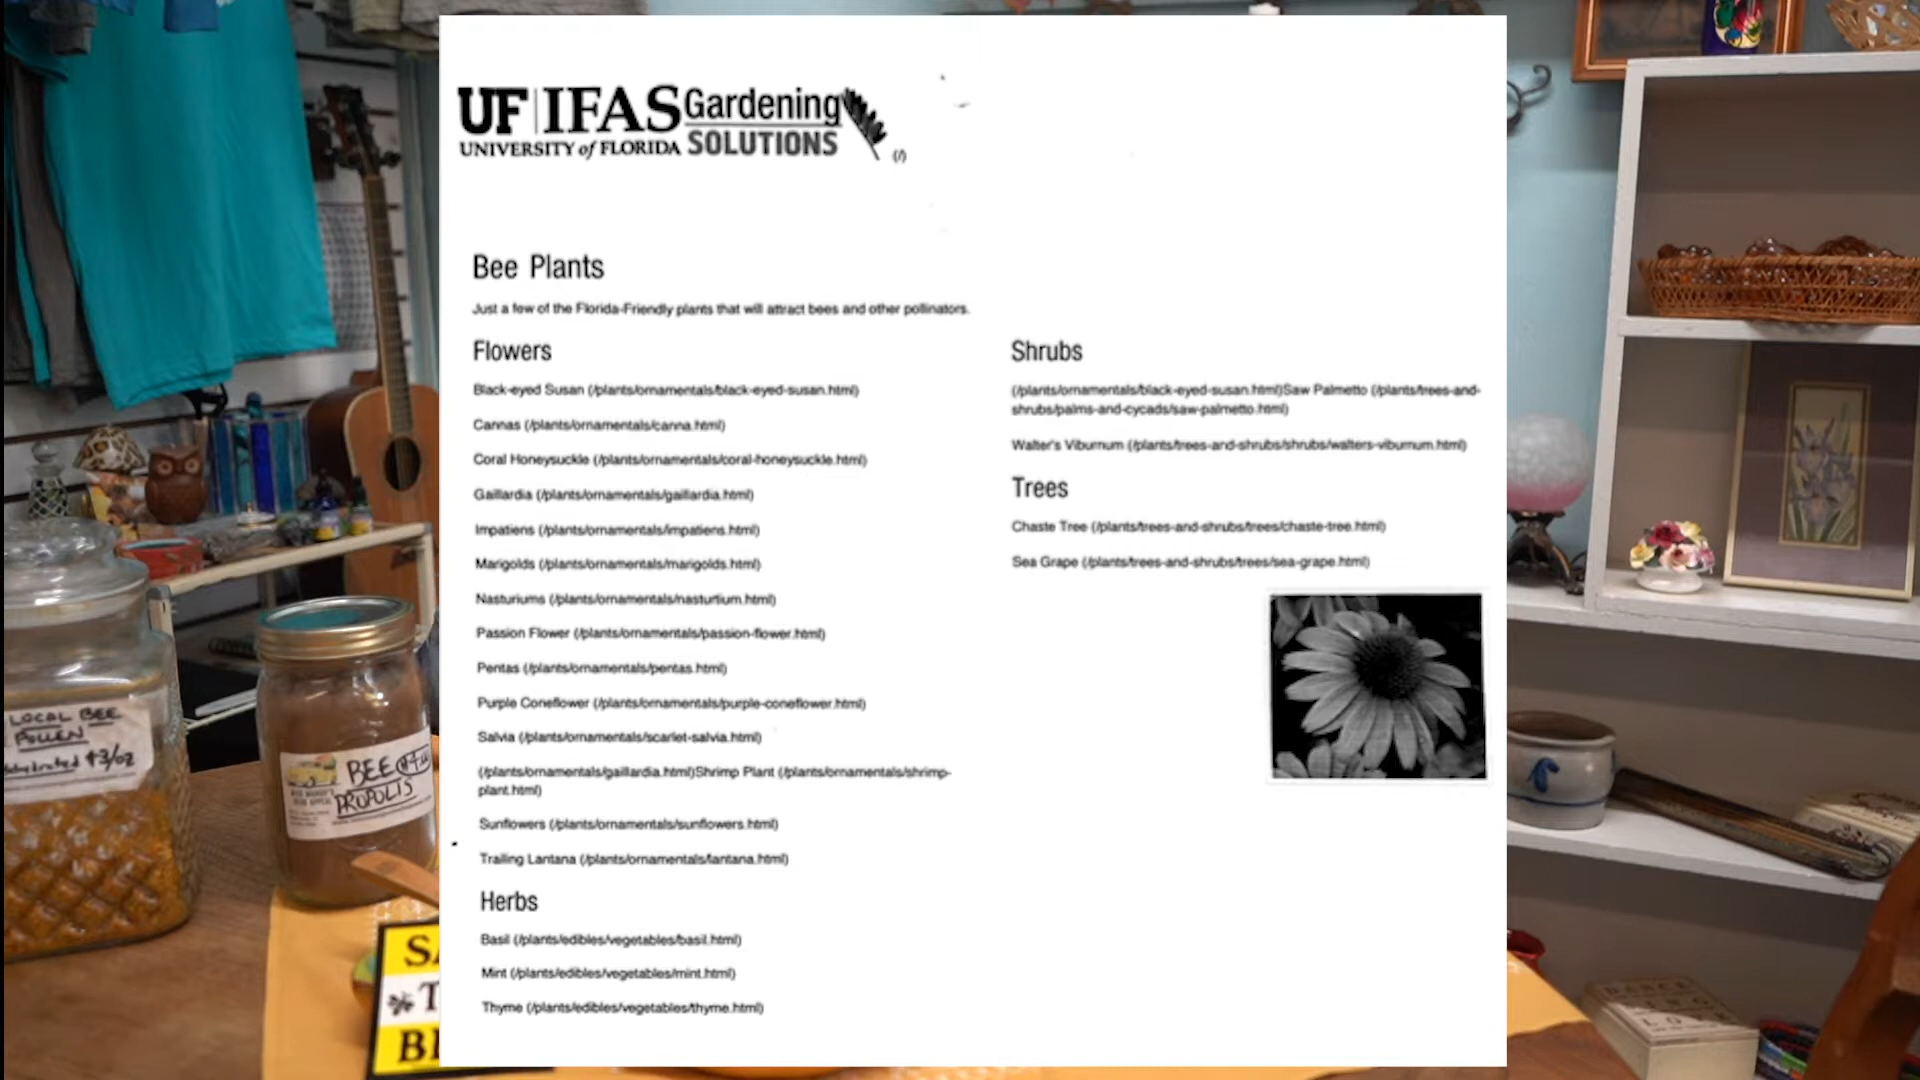 UF|IFAS Gardening
UNIVERSITY of FLORIDA SOLUTIONS
(/)
Bee Plants
Just a few of the Florida-Friendly plants that will attract bees and other pollinators.
Flowers
Black-eyed Susan (/plants/ornamentals/black-eyed-susan.html)
Cannas (/plants/ornamentals/canna.html)
Coral Honeysuckle (/plants/ornamentals/coral-honeysuckle.html)
Gaillardia (/plants/ornamentals/gaillardia.html)
Impatiens (/plants/ornamentals/impatiens.html)
Marigolds (/plants/ornamentals/marigolds.html)
Nasturiums (/plants/ornamentals/nasturtium.html)
Passion Flower (/plants/ornamentals/passion-flower.html)
Pentas (/plants/ornamentals/pentas.html)
Purple Coneflower (/plants/ornamentals/purple-coneflower.html)
Salvia (/plants/ornamentals/scarlet-salvia.html)
(/plants/ornamentals/gaillardia.html)Shrimp Plant (/plants/ornamentals/shrimp-
plant.html)
Sunflowers (/plants/ornamentals/sunflowers.html)
Trailing Lantana (/plants/ornamentals/lantana.html)
Herbs
Basil (/plants/edibles/vegetables/basil.html)
Mint (/plants/edibles/vegetables/mint.html)
Thyme (/plants/edibles/vegetables/thyme.html)
Shrubs
(/plants/ornamentals/black-eyed-susan.html)Saw Palmetto (/plants/trees-and-
shrubs/palms-and-cycads/saw-palmetto.html)
Walter's Viburnum (/plants/trees-and-shrubs/shrubs/walters-viburnum.html)
Trees
Chaste Tree (/plants/trees-and-shrubs/trees/chaste-tree.html)
Sea Grape (/plants/trees-and-shrubs/trees/sea-grape.html)
LOCAL BEE
POLLEN
$3/oz
BEE
PROPOLIS